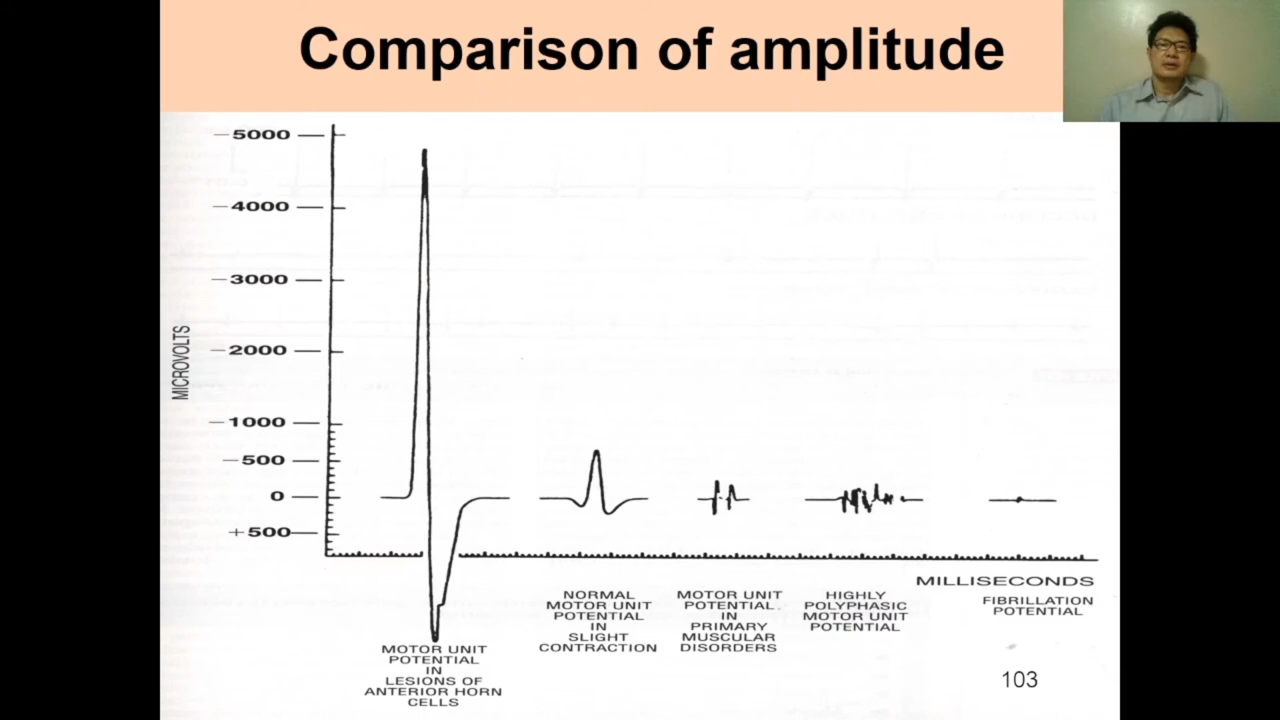 Comparison of amplitude
−5000
−4000
−3000
−2000
−1000
−500
0
+500
MICROVOLTS
MILLISECONDS
MOTOR UNIT
POTENTIAL
IN
LESIONS OF
ANTERIOR HORN
CELLS
NORMAL
MOTOR UNIT
POTENTIAL
IN
SLIGHT
CONTRACTION
MOTOR UNIT
POTENTIAL
IN
PRIMARY
MUSCULAR
DISORDERS
HIGHLY
POLYPHASIC
MOTOR UNIT
POTENTIAL
FIBRILLATION
POTENTIAL
103